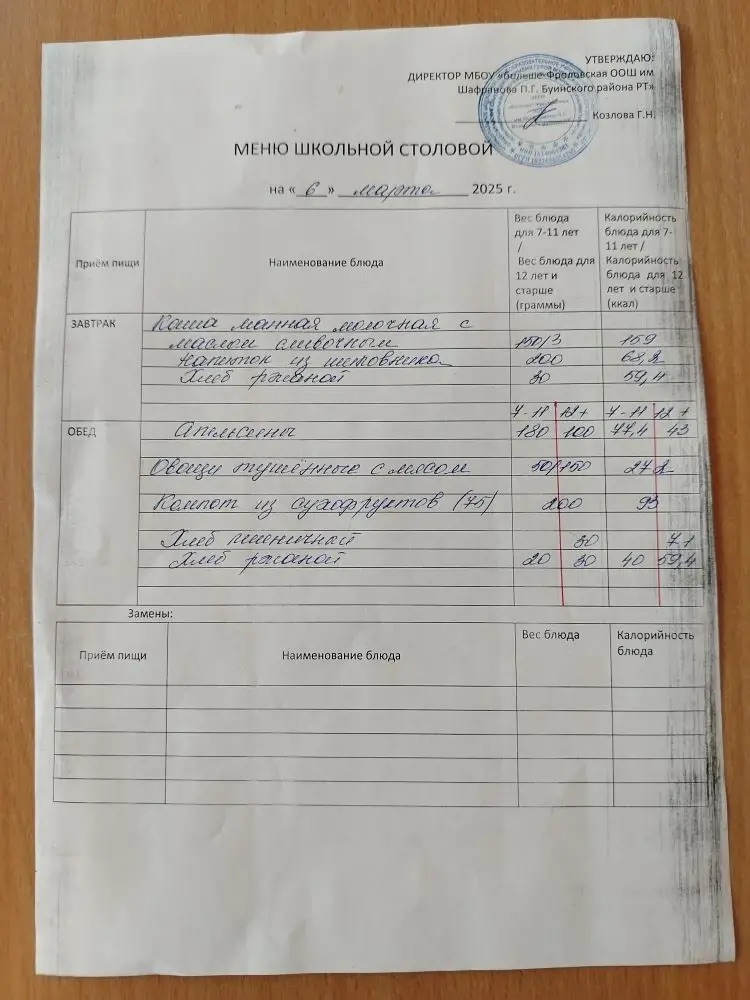 УТВЕРЖДАЮ:
ДИРЕКТОР МБОУ «Больше-Фроловская ООШ им
Шафранова П.Г. Буинского района РТ»
Козлова Г.Н.
МЕНЮ ШКОЛЬНОЙ СТОЛОВОЙ
на «6» марта 2025 г.
Приём пищи
Наименование блюда
Вес блюда
для 7-11 лет
/
Вес блюда для
12 лет и
старше
(граммы)
Калорийность
блюда для 7-
11 лет /
Калорийность
блюда для 12
лет и старше
(ккал)
ЗАВТРАК Каша манная молочная с
маслом сливочным 150/3 159
напиток из шиповника 200 68,2
Хлеб ржаной 30 59,4
7-11 12+ 7-11 12+
ОБЕД Апельсины 180 100 77,4 43
Овощи тушённые с мясом 50/150 272
Компот из сухофруктов (75) 200 93
Хлеб пшеничный 30 71
Хлеб ржаной 20 30 40 59,4
Замены:
Приём пищи
Наименование блюда
Вес блюда
Калорийность
блюда